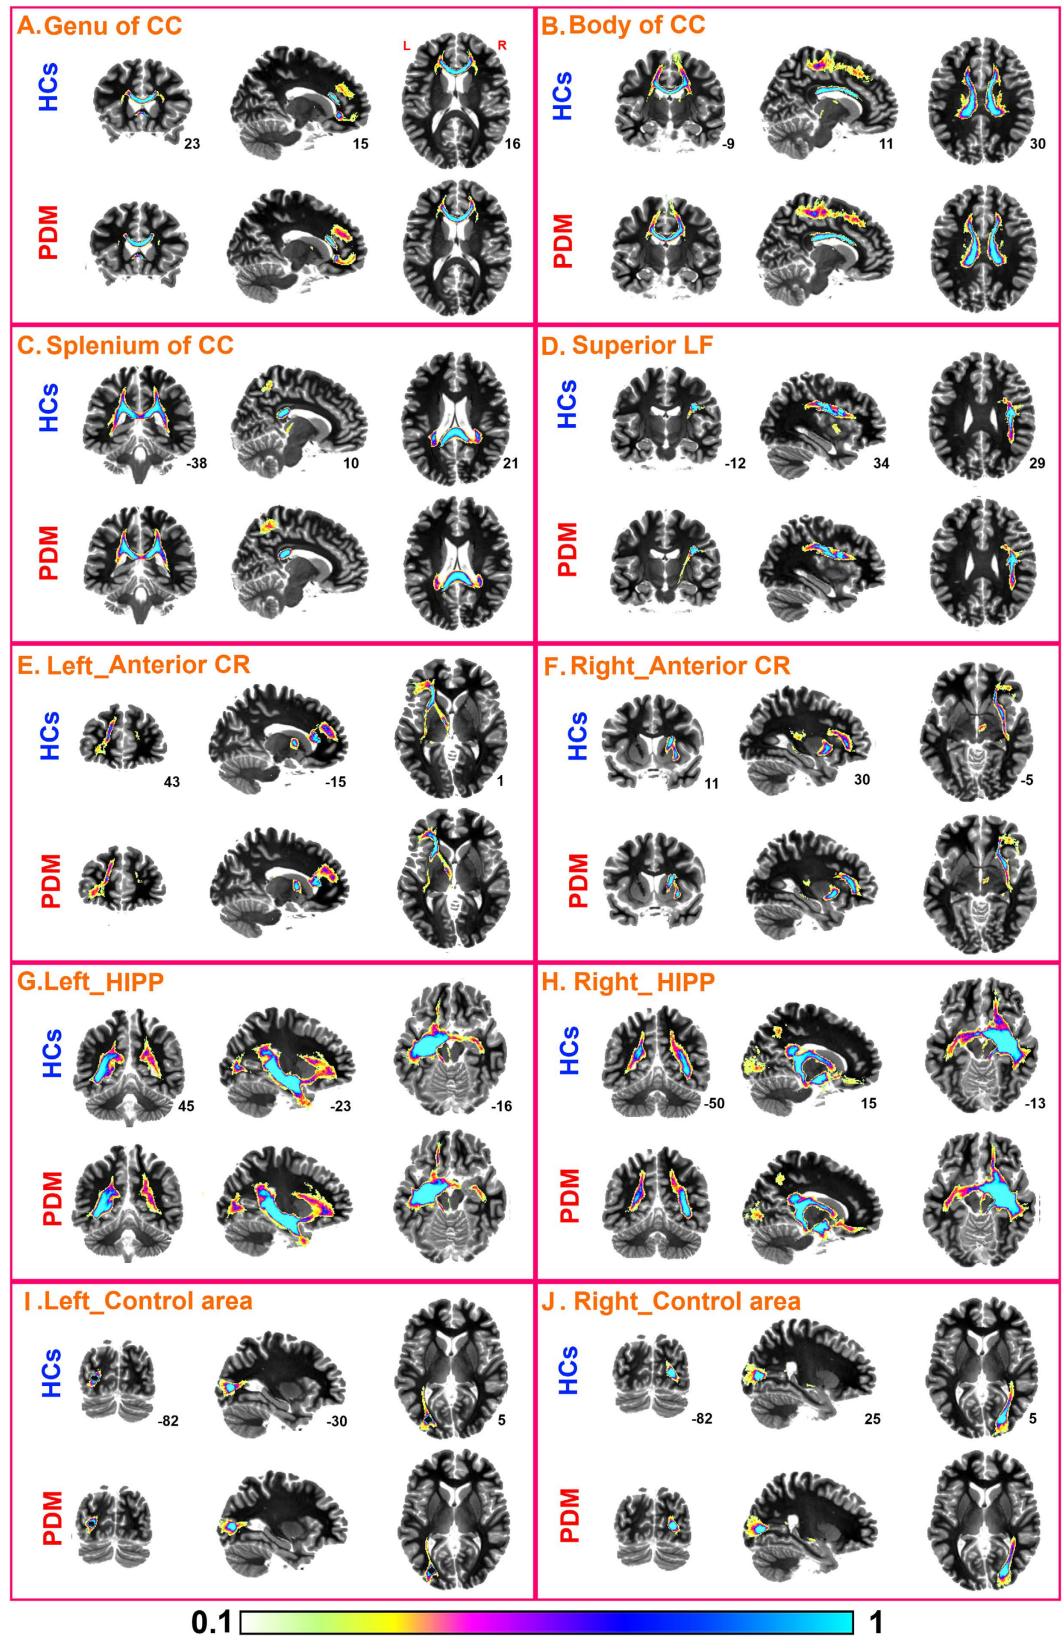 A. Genu of CC
L R
HCs
23 15 16
PDM
B. Body of CC
HCs
-9 11 30
PDM
C. Splenium of CC
HCs
-38 10 21
PDM
D. Superior LF
HCs
-12 34 29
PDM
E. Left_Anterior CR
HCs
43 -15 1
PDM
F. Right_Anterior CR
HCs
11 30 -5
PDM
G.Left_HIPP
HCs
45 -23 -16
PDM
H. Right_ HIPP
HCs
-50 15 -13
PDM
I .Left_Control area
HCs
-82 -30 5
PDM
J. Right_Control area
HCs
-82 25 5
PDM
0.1 1